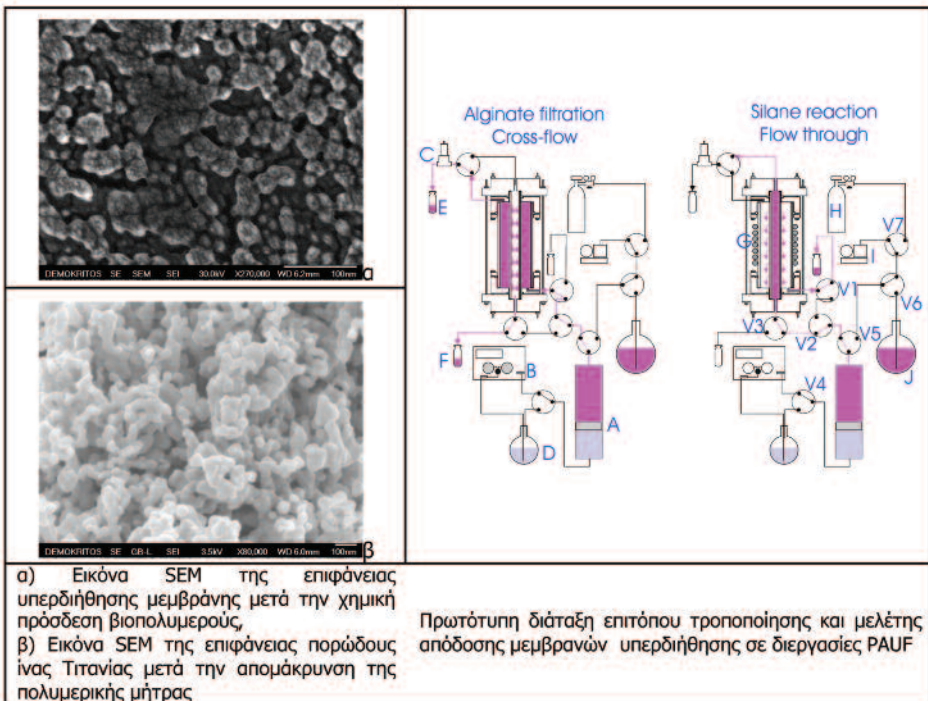 DEMOKRITOS SE SEM SEI 30.0kV X270,000 WD 6.2mm 100nm
α
DEMOKRITOS SE GB-L SEI 3.5kV X80,000 WD 6.0mm 100nm
β
Alginate filtration
Cross-flow
C
E
F
B
D
A
Silane reaction
Flow through
H
G
V7
I
V1
V6
V3
V2
V5
J
V4
α) Εικόνα SEM της επιφάνειας
υπερδιήθησης μεμβράνης μετά την χημική
πρόσδεση βιοπολυμερούς,
β) Εικόνα SEM της επιφάνειας πορώδους
ίνας Τιτανίας μετά την απομάκρυνση της
πολυμερικής μήτρας
Πρωτότυπη διάταξη επιτόπου τροποποίησης και μελέτης
απόδοσης μεμβρανών υπερδιήθησης σε διεργασίες PAUF